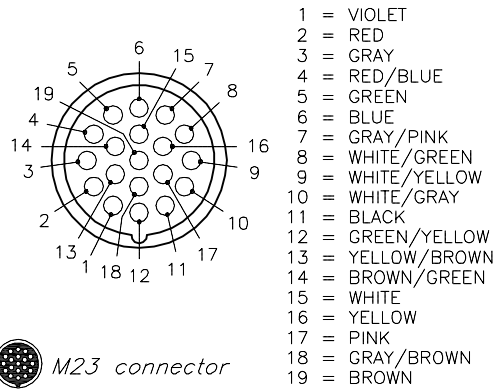 6
15
5
7
19
8
4
14
16
3
9
2
10
13
17
1
18
12
11
M23 connector
1 = VIOLET
2 = RED
3 = GRAY
4 = RED/BLUE
5 = GREEN
6 = BLUE
7 = GRAY/PINK
8 = WHITE/GREEN
9 = WHITE/YELLOW
10 = WHITE/GRAY
11 = BLACK
12 = GREEN/YELLOW
13 = YELLOW/BROWN
14 = BROWN/GREEN
15 = WHITE
16 = YELLOW
17 = PINK
18 = GRAY/BROWN
19 = BROWN